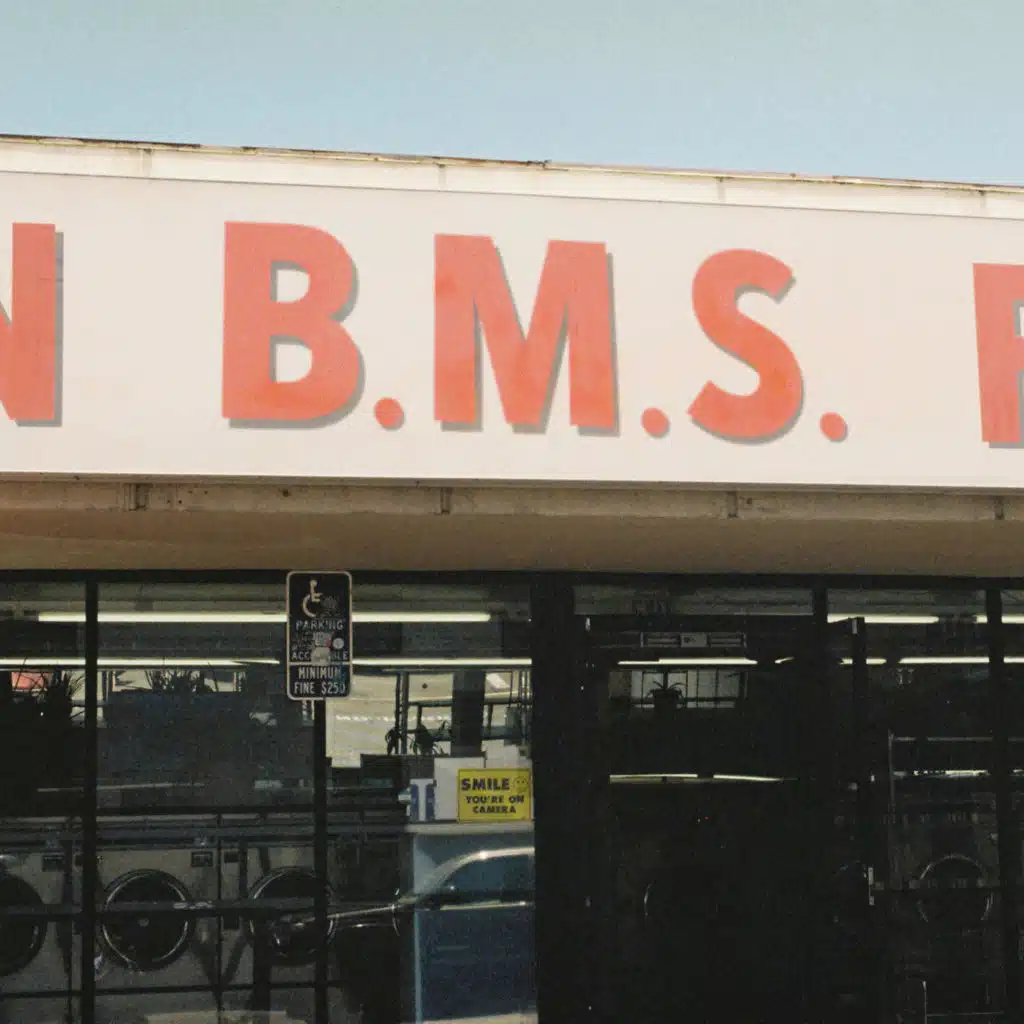 N B.M.S.
PARKING
MINIMUM
FINE $250
SMILE
YOU'RE ON
CAMERA